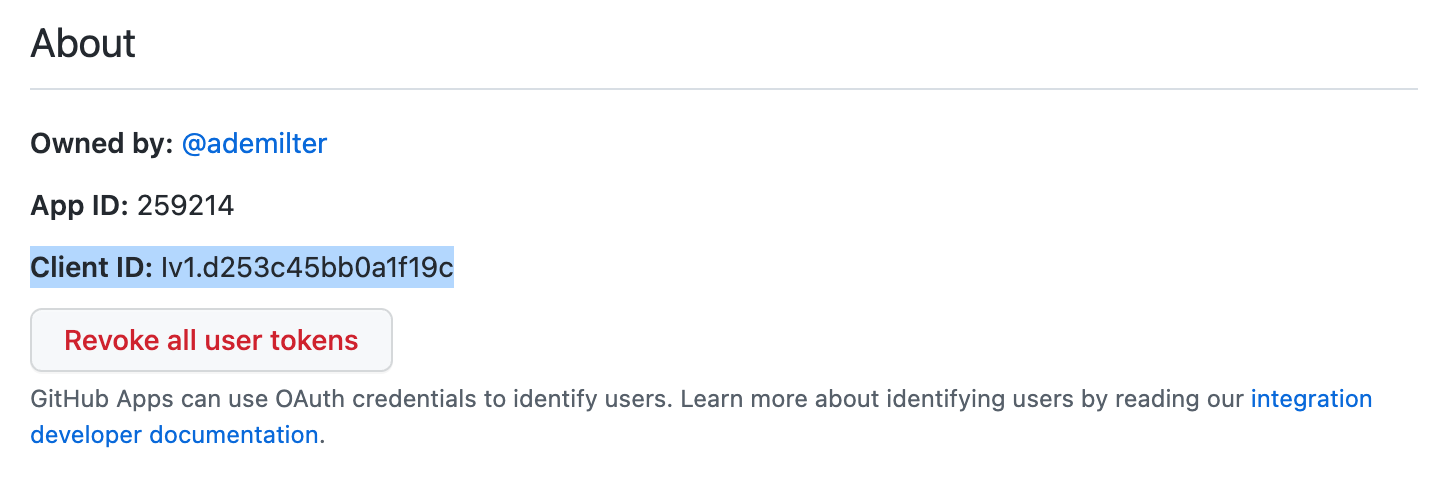 About
Owned by: @ademilter
App ID: 259214
Client ID: Iv1.d253c45bb0a1f19c
Revoke all user tokens
GitHub Apps can use OAuth credentials to identify users. Learn more about identifying users by reading our integration
developer documentation.